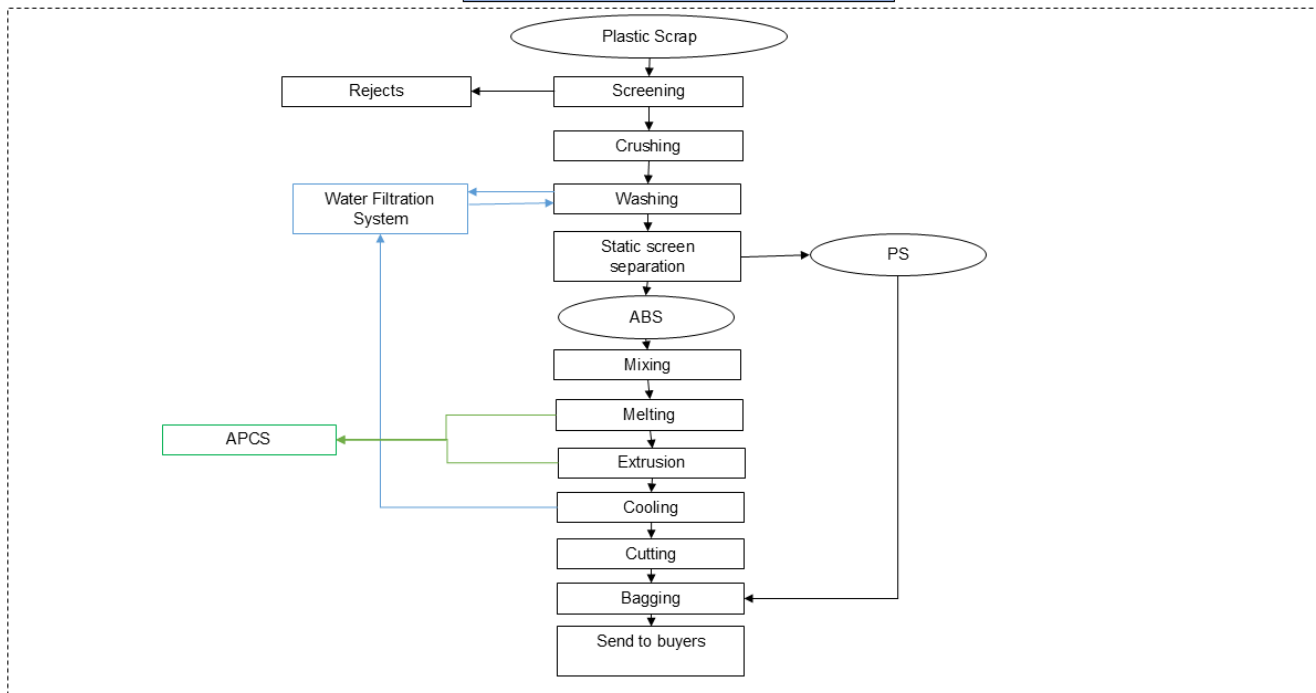 Plastic Scrap
Rejects
Screening
Crushing
Water Filtration
System
Washing
Static screen
separation
PS
ABS
Mixing
Melting
APCS
Extrusion
Cooling
Cutting
Bagging
Send to buyers